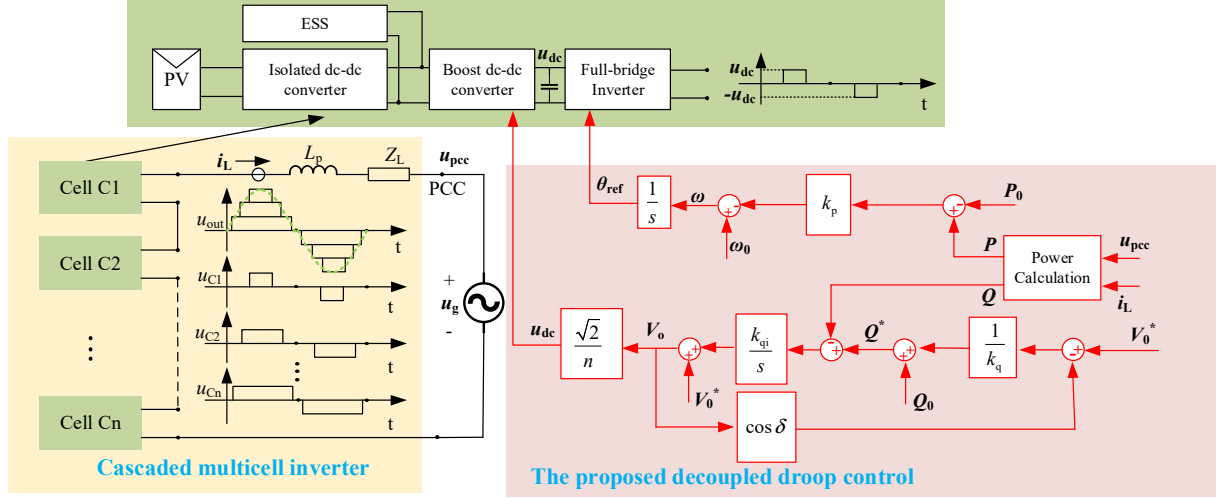 ESS
PV
Isolated dc-dc
converter
Boost dc-dc
converter
u_dc
Full-bridge
Inverter
u_dc
-u_dc
t
Cell C1
Cell C2
Cell Cn
i_L
L_p
Z_L
u_pcc
PCC
u_out
t
u_C1
t
u_C2
t
u_Cn
t
+
u_g
-
Cascaded multicell inverter
θ_ref
1/s
ω
+
-
ω_0
k_p
-
+
P_0
P
Power
Calculation
u_pcc
i_L
Q
u_dc
√2/n
V_o
+
+
V_0^*
k_qi/s
-
+
Q^*
+
+
Q_0
1/k_q
-
+
V_0^*
cos δ
The proposed decoupled droop control